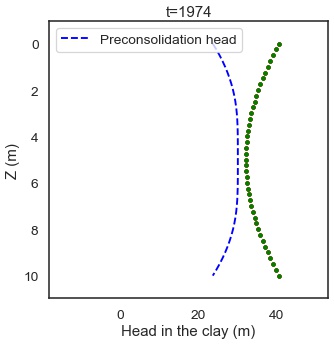 t=1974
Preconsolidation head
0
2
4
6
8
10
Z (m)
0
20
40
Head in the clay (m)